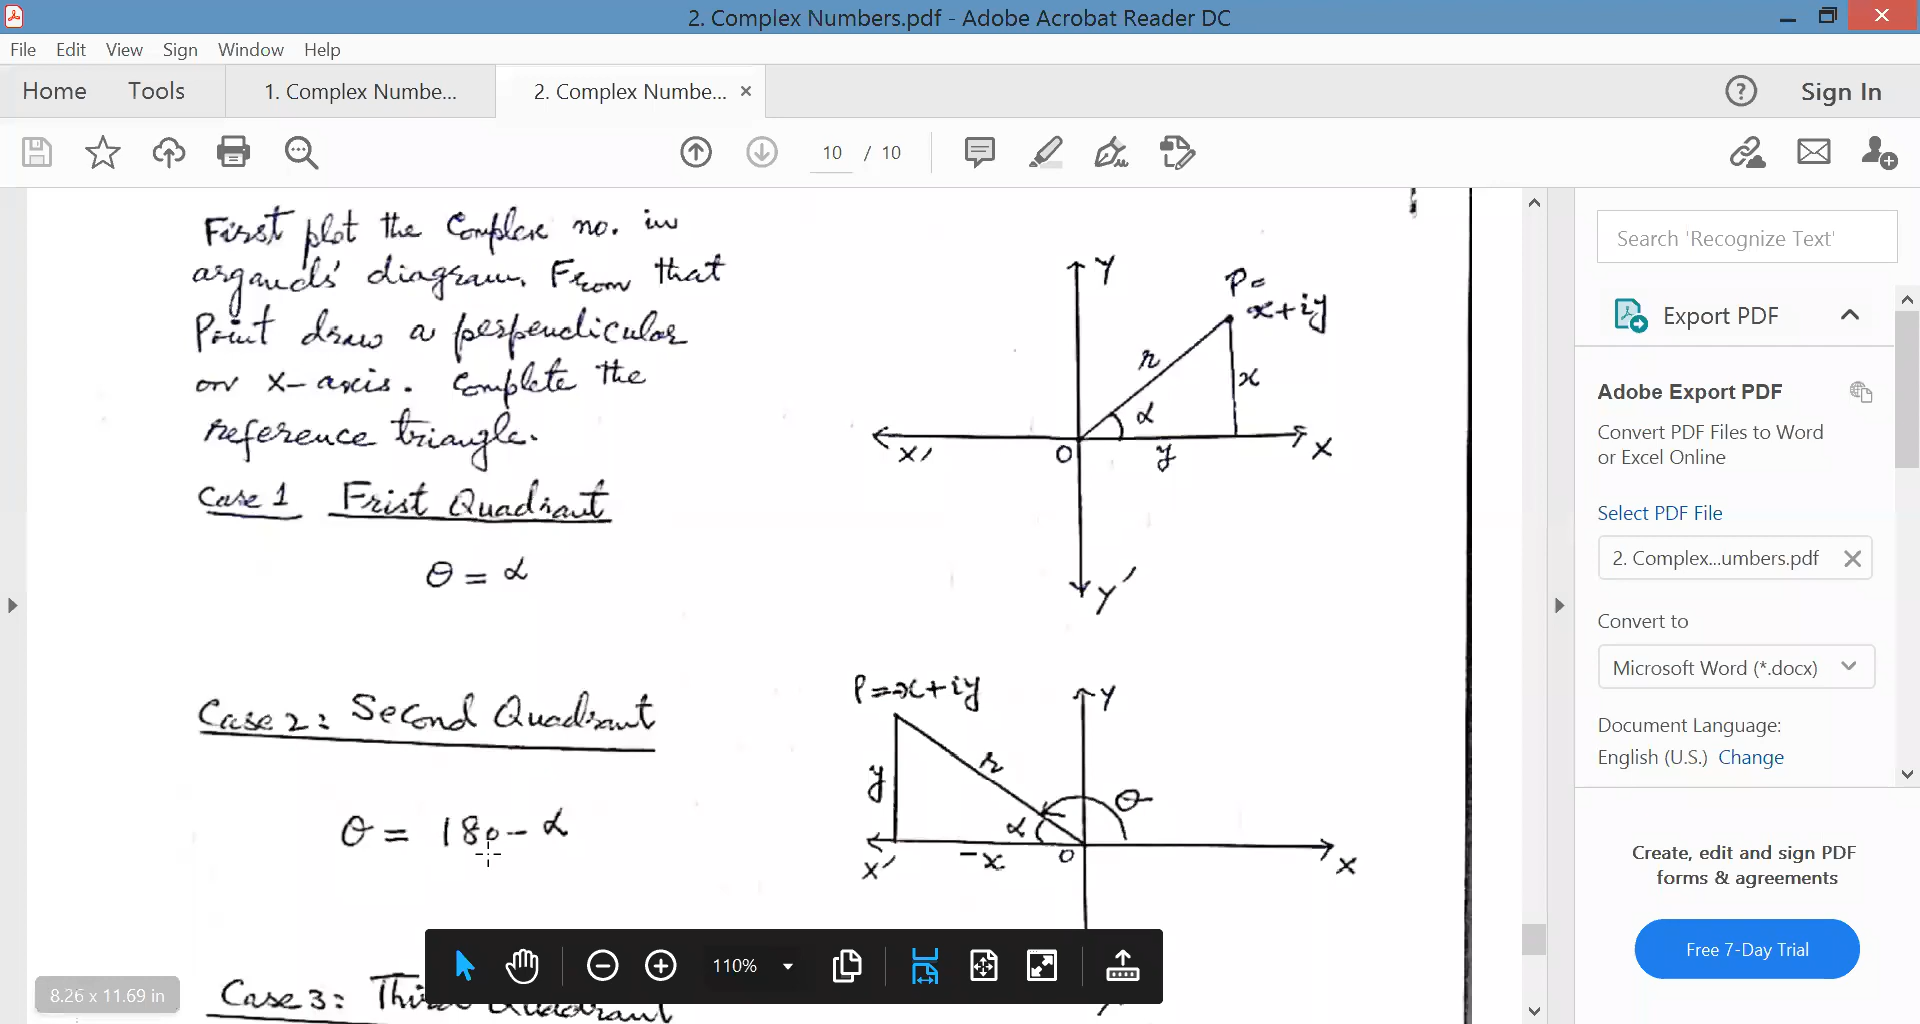 2. Complex Numbers.pdf - Adobe Acrobat Reader DC
File Edit View Sign Window Help
Home Tools 1. Complex Numbe... 2. Complex Numbe... × Sign In
10 / 10
First plot the Complex no. in
argands' diagram. From that
Point draw a perpendicular
on X-axis. Complete the
reference triangle.
Case 1 Frist Quadrant
θ = α
Y
P=
x+iy
r
x
α
X'
O
y
X
Y'
Case 2: Second Quadrant
θ = 180 - α
P=x+iy
Y
r
y
θ
α
X'
-x
O
X
Case 3: Third Quadrant
110%
8.26 x 11.69 in
Search 'Recognize Text'
Export PDF
Adobe Export PDF
Convert PDF Files to Word
or Excel Online
Select PDF File
2. Complex...umbers.pdf
Convert to
Microsoft Word (*.docx)
Document Language:
English (U.S.) Change
Create, edit and sign PDF
forms & agreements
Free 7-Day Trial